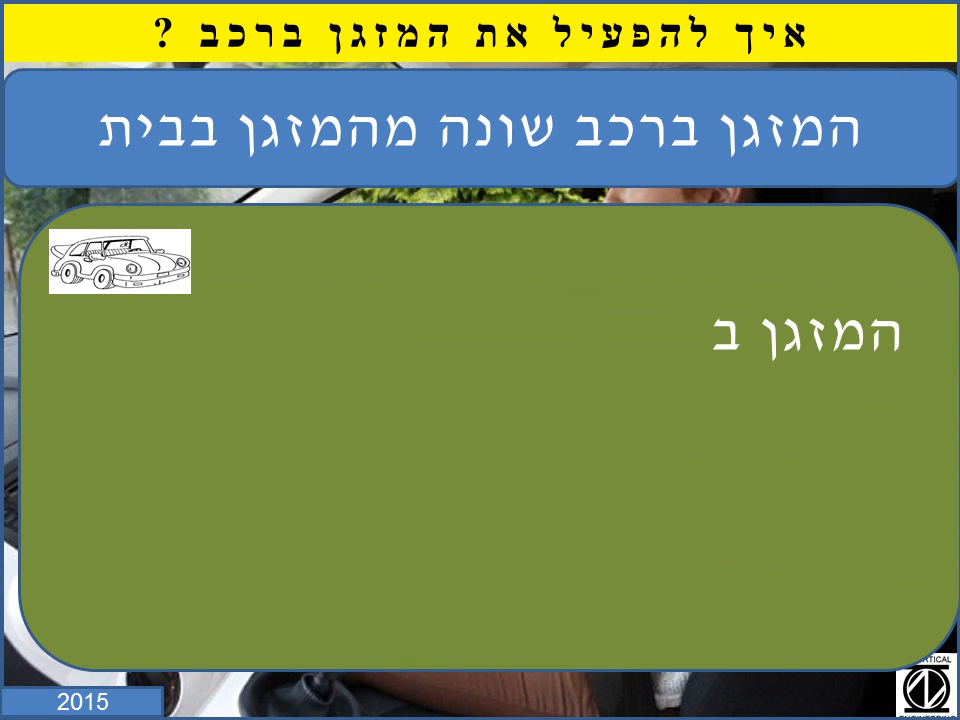 איך להפעיל את המזגן ברכב ?
המזגן ברכב שונה מהמזגן בבית
המזגן ב
2015